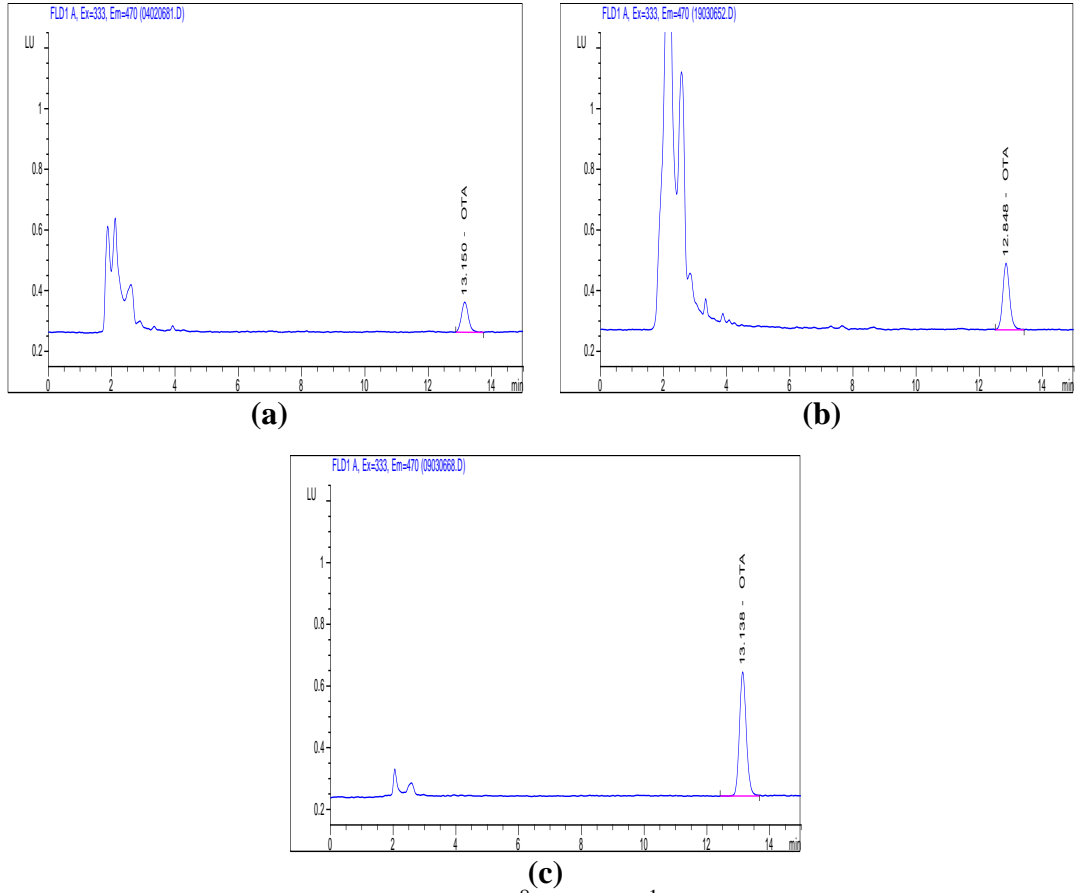 FLD1 A, Ex=333, Em=470 (04020681.D)
LU
1
0.8
0.6
0.4
0.2
13.150 - OTA
0 2 4 6 8 10 12 14 min
(a)
FLD1 A, Ex=333, Em=470 (19030652.D)
LU
1
0.8
0.6
0.4
0.2
12.848 - OTA
0 2 4 6 8 10 12 14 min
(b)
FLD1 A, Ex=333, Em=470 (09030668.D)
LU
1
0.8
0.6
0.4
0.2
13.138 - OTA
0 2 4 6 8 10 12 14 min
(c)